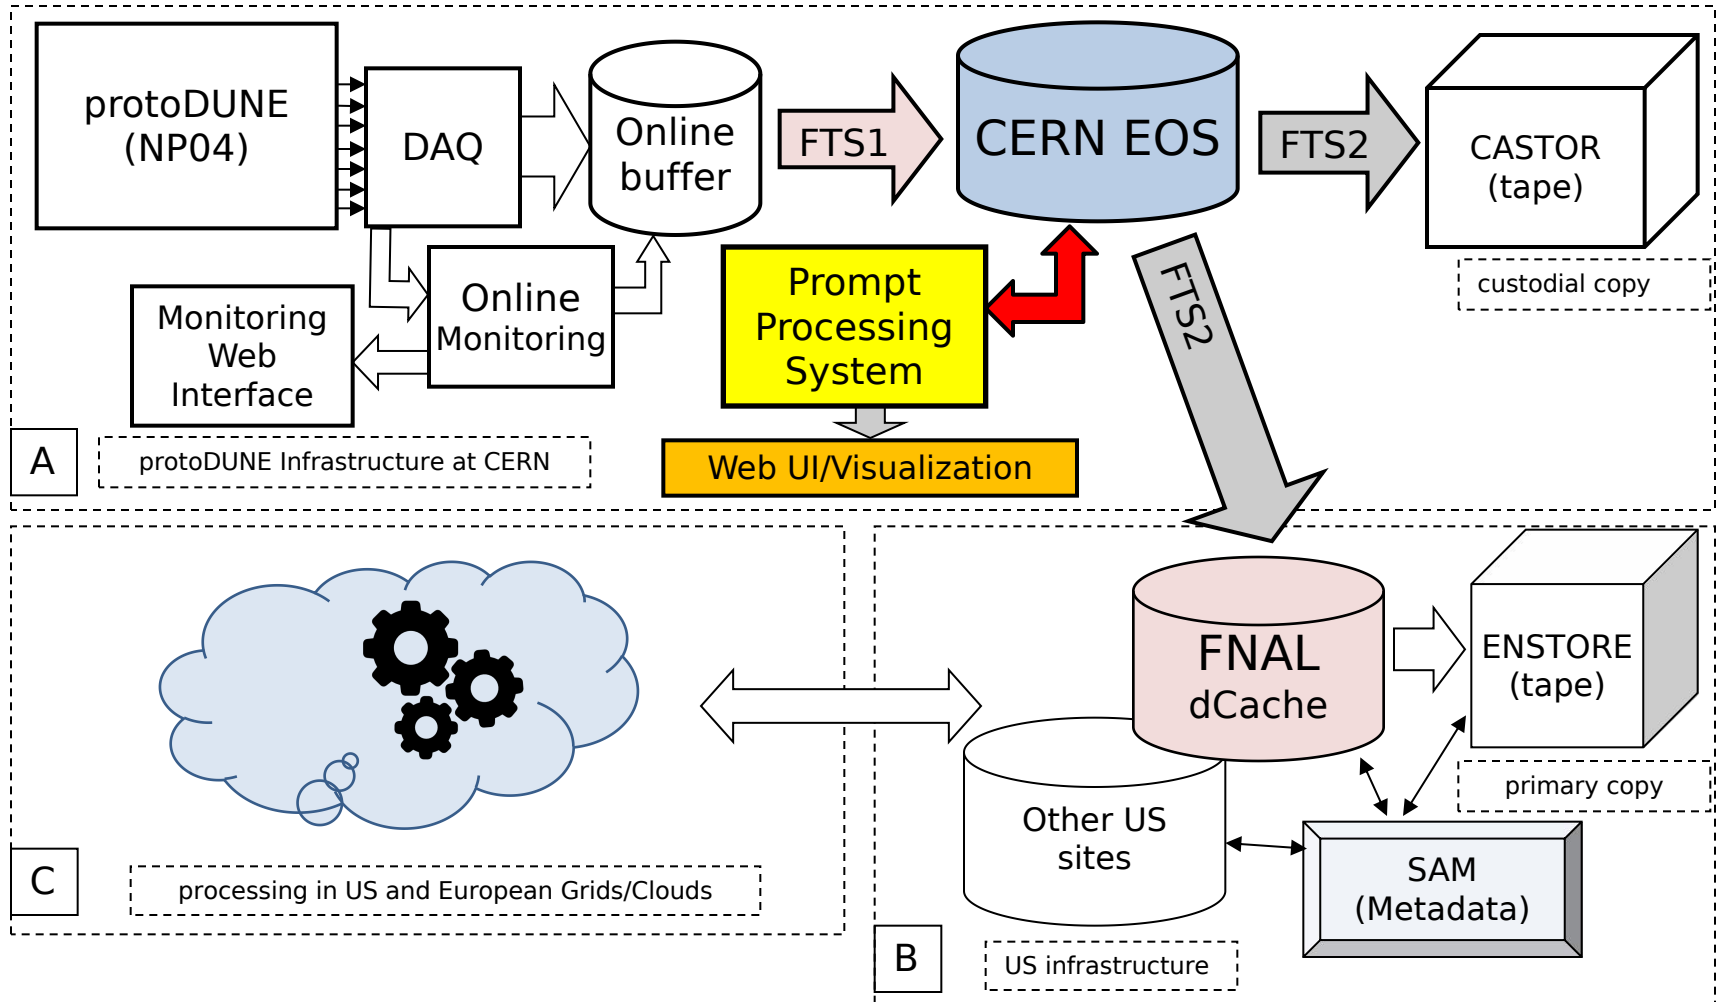 protoDUNE
(NP04)
DAQ
Online
buffer
FTS1
CERN EOS
FTS2
CASTOR
(tape)
custodial copy
Online
Monitoring
Monitoring
Web
Interface
Prompt
Processing
System
FTS2
Web UI/Visualization
A
protoDUNE Infrastructure at CERN
FNAL
dCache
ENSTORE
(tape)
primary copy
Other US
sites
SAM
(Metadata)
C
processing in US and European Grids/Clouds
B
US infrastructure